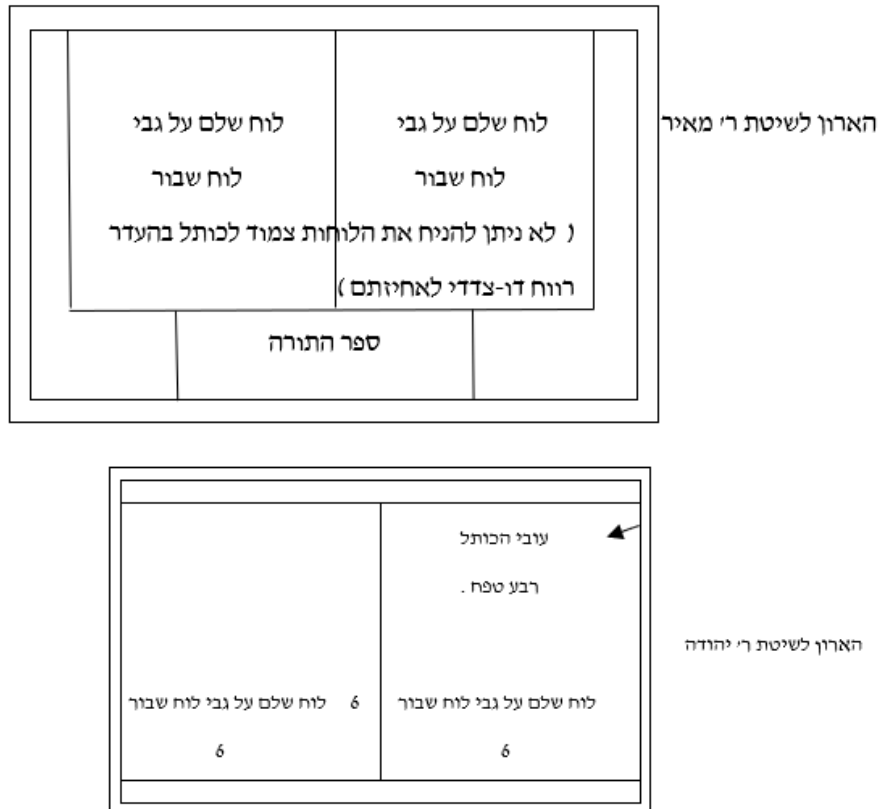 לוח שלם על גבי
לוח שלם על גבי
הארון לשיטת ר׳ מאיר
לוח שבור
לוח שבור
( לא ניתן להניח את הלוחות צמוד לכותל בהעדר
רווח דו-צדדי לאחיזתם )
ספר התורה
עובי הכותל
רבע טפח .
הארון לשיטת ר׳ יהודה
לוח שלם על גבי לוח שבור
6 לוח שלם על גבי לוח שבור
6
6